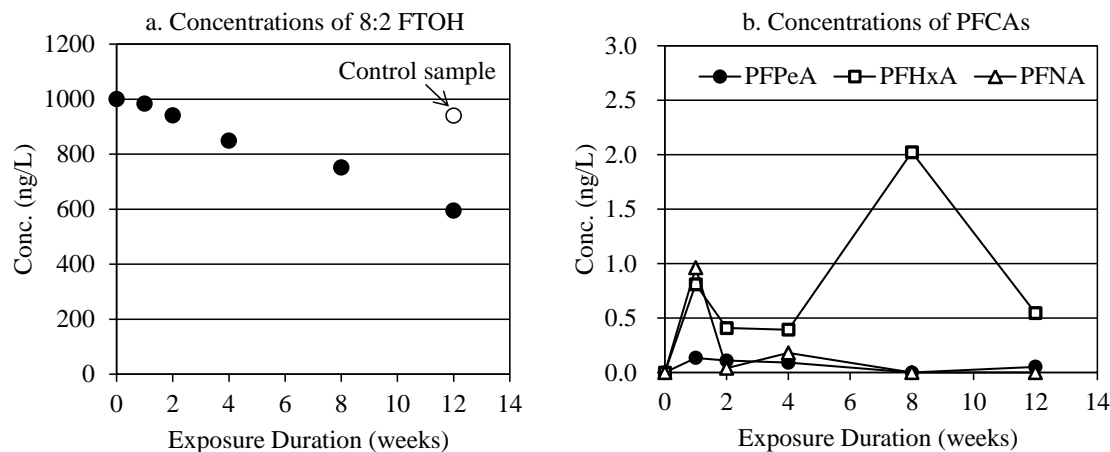 a. Concentrations of 8:2 FTOH
1200
1000
800
600
400
200
0
Conc. (ng/L)
Control sample
0 2 4 6 8 10 12 14
Exposure Duration (weeks)
b. Concentrations of PFCAs
3.0
2.5
2.0
1.5
1.0
0.5
0.0
Conc. (ng/L)
PFPeA PFHxA PFNA
0 2 4 6 8 10 12 14
Exposure Duration (weeks)